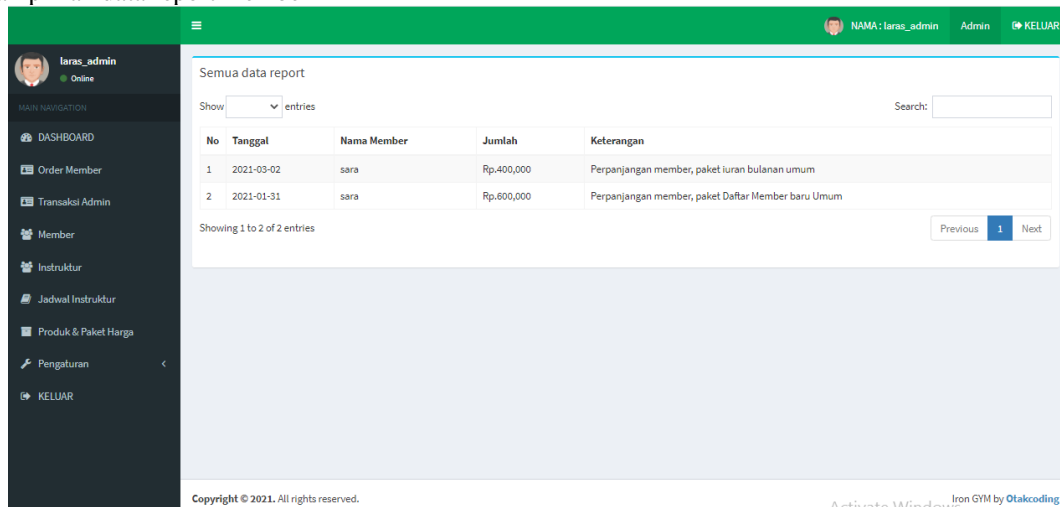 NAMA : laras_admin Admin KELUAR
laras_admin
Online
MAIN NAVIGATION
DASHBOARD
Order Member
Transaksi Admin
Member
Instruktur
Jadwal Instruktur
Produk & Paket Harga
Pengaturan
KELUAR
Semua data report
Show entries Search:
No Tanggal Nama Member Jumlah Keterangan
1 2021-03-02 sara Rp.400,000 Perpanjangan member, paket iuran bulanan umum
2 2021-01-31 sara Rp.600,000 Perpanjangan member, paket Daftar Member baru Umum
Showing 1 to 2 of 2 entries Previous 1 Next
Copyright © 2021. All rights reserved. Iron GYM by Otakcoding
Activate Windows